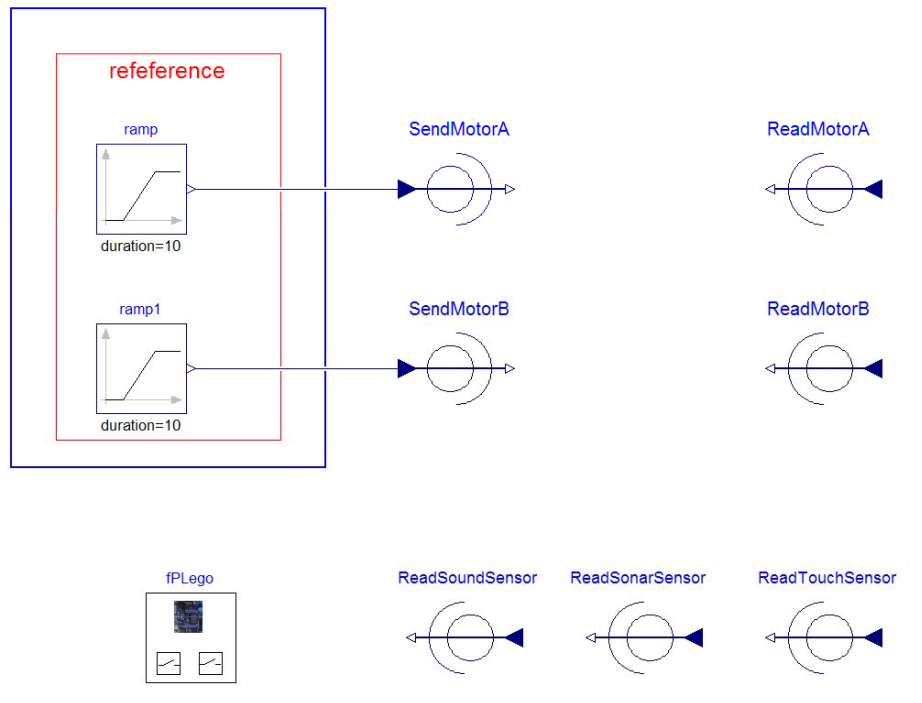 refeference
ramp
SendMotorA
ReadMotorA
duration=10
ramp1
SendMotorB
ReadMotorB
duration=10
fPLego
ReadSoundSensor
ReadSonarSensor
ReadTouchSensor